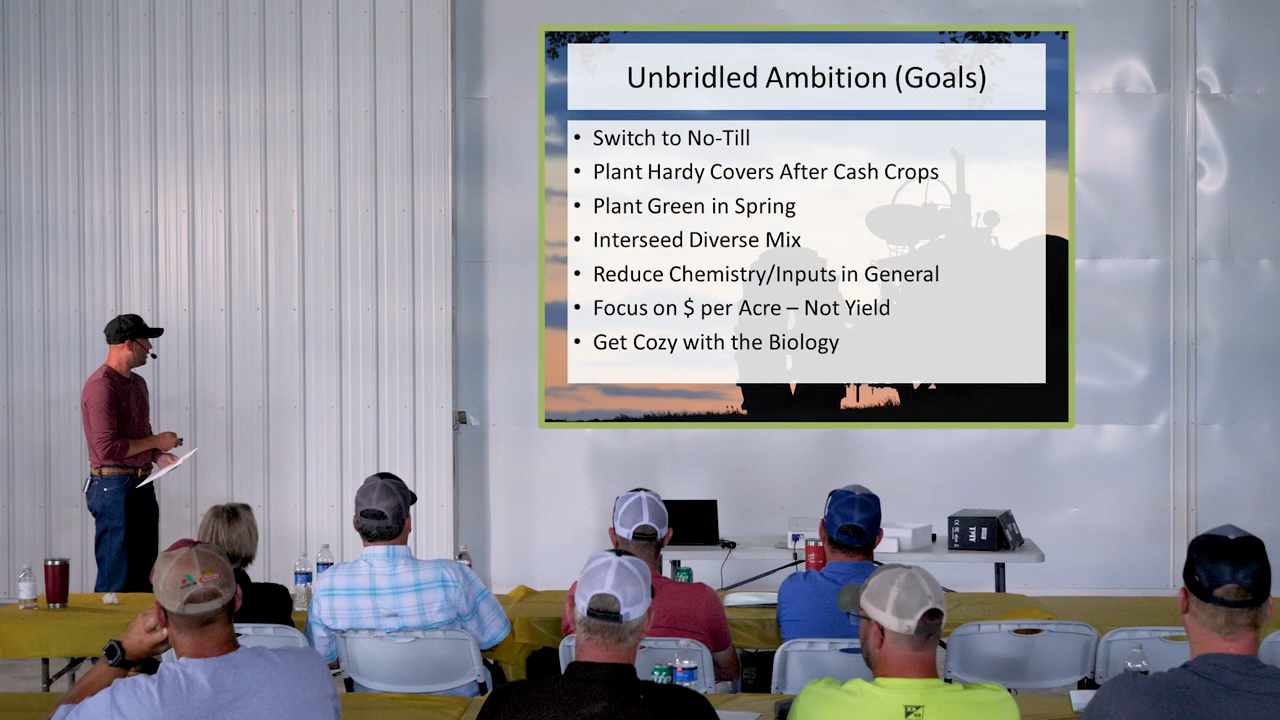 Unbridled Ambition (Goals)
• Switch to No-Till
• Plant Hardy Covers After Cash Crops
• Plant Green in Spring
• Interseed Diverse Mix
• Reduce Chemistry/Inputs in General
• Focus on $ per Acre – Not Yield
• Get Cozy with the Biology